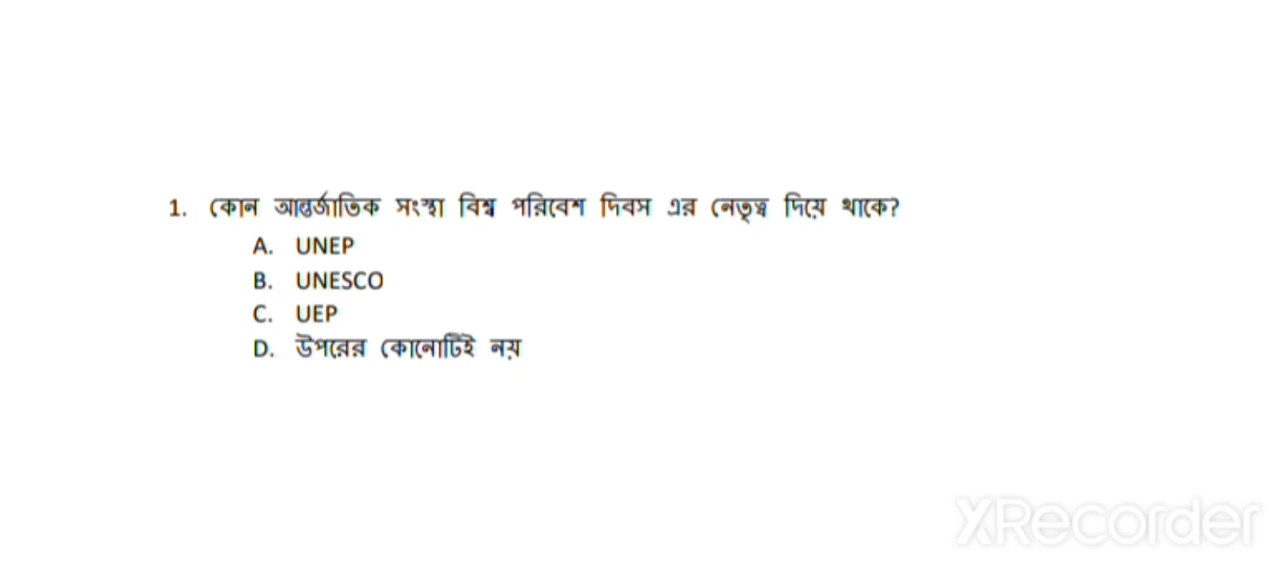 1. কোন আন্তর্জাতিক সংস্থা বিশ্ব পরিবেশ দিবস এর নেতৃত্ব দিয়ে থাকে?
A. UNEP
B. UNESCO
C. UEP
D. উপরের কোনোটিই নয়
XRecorder